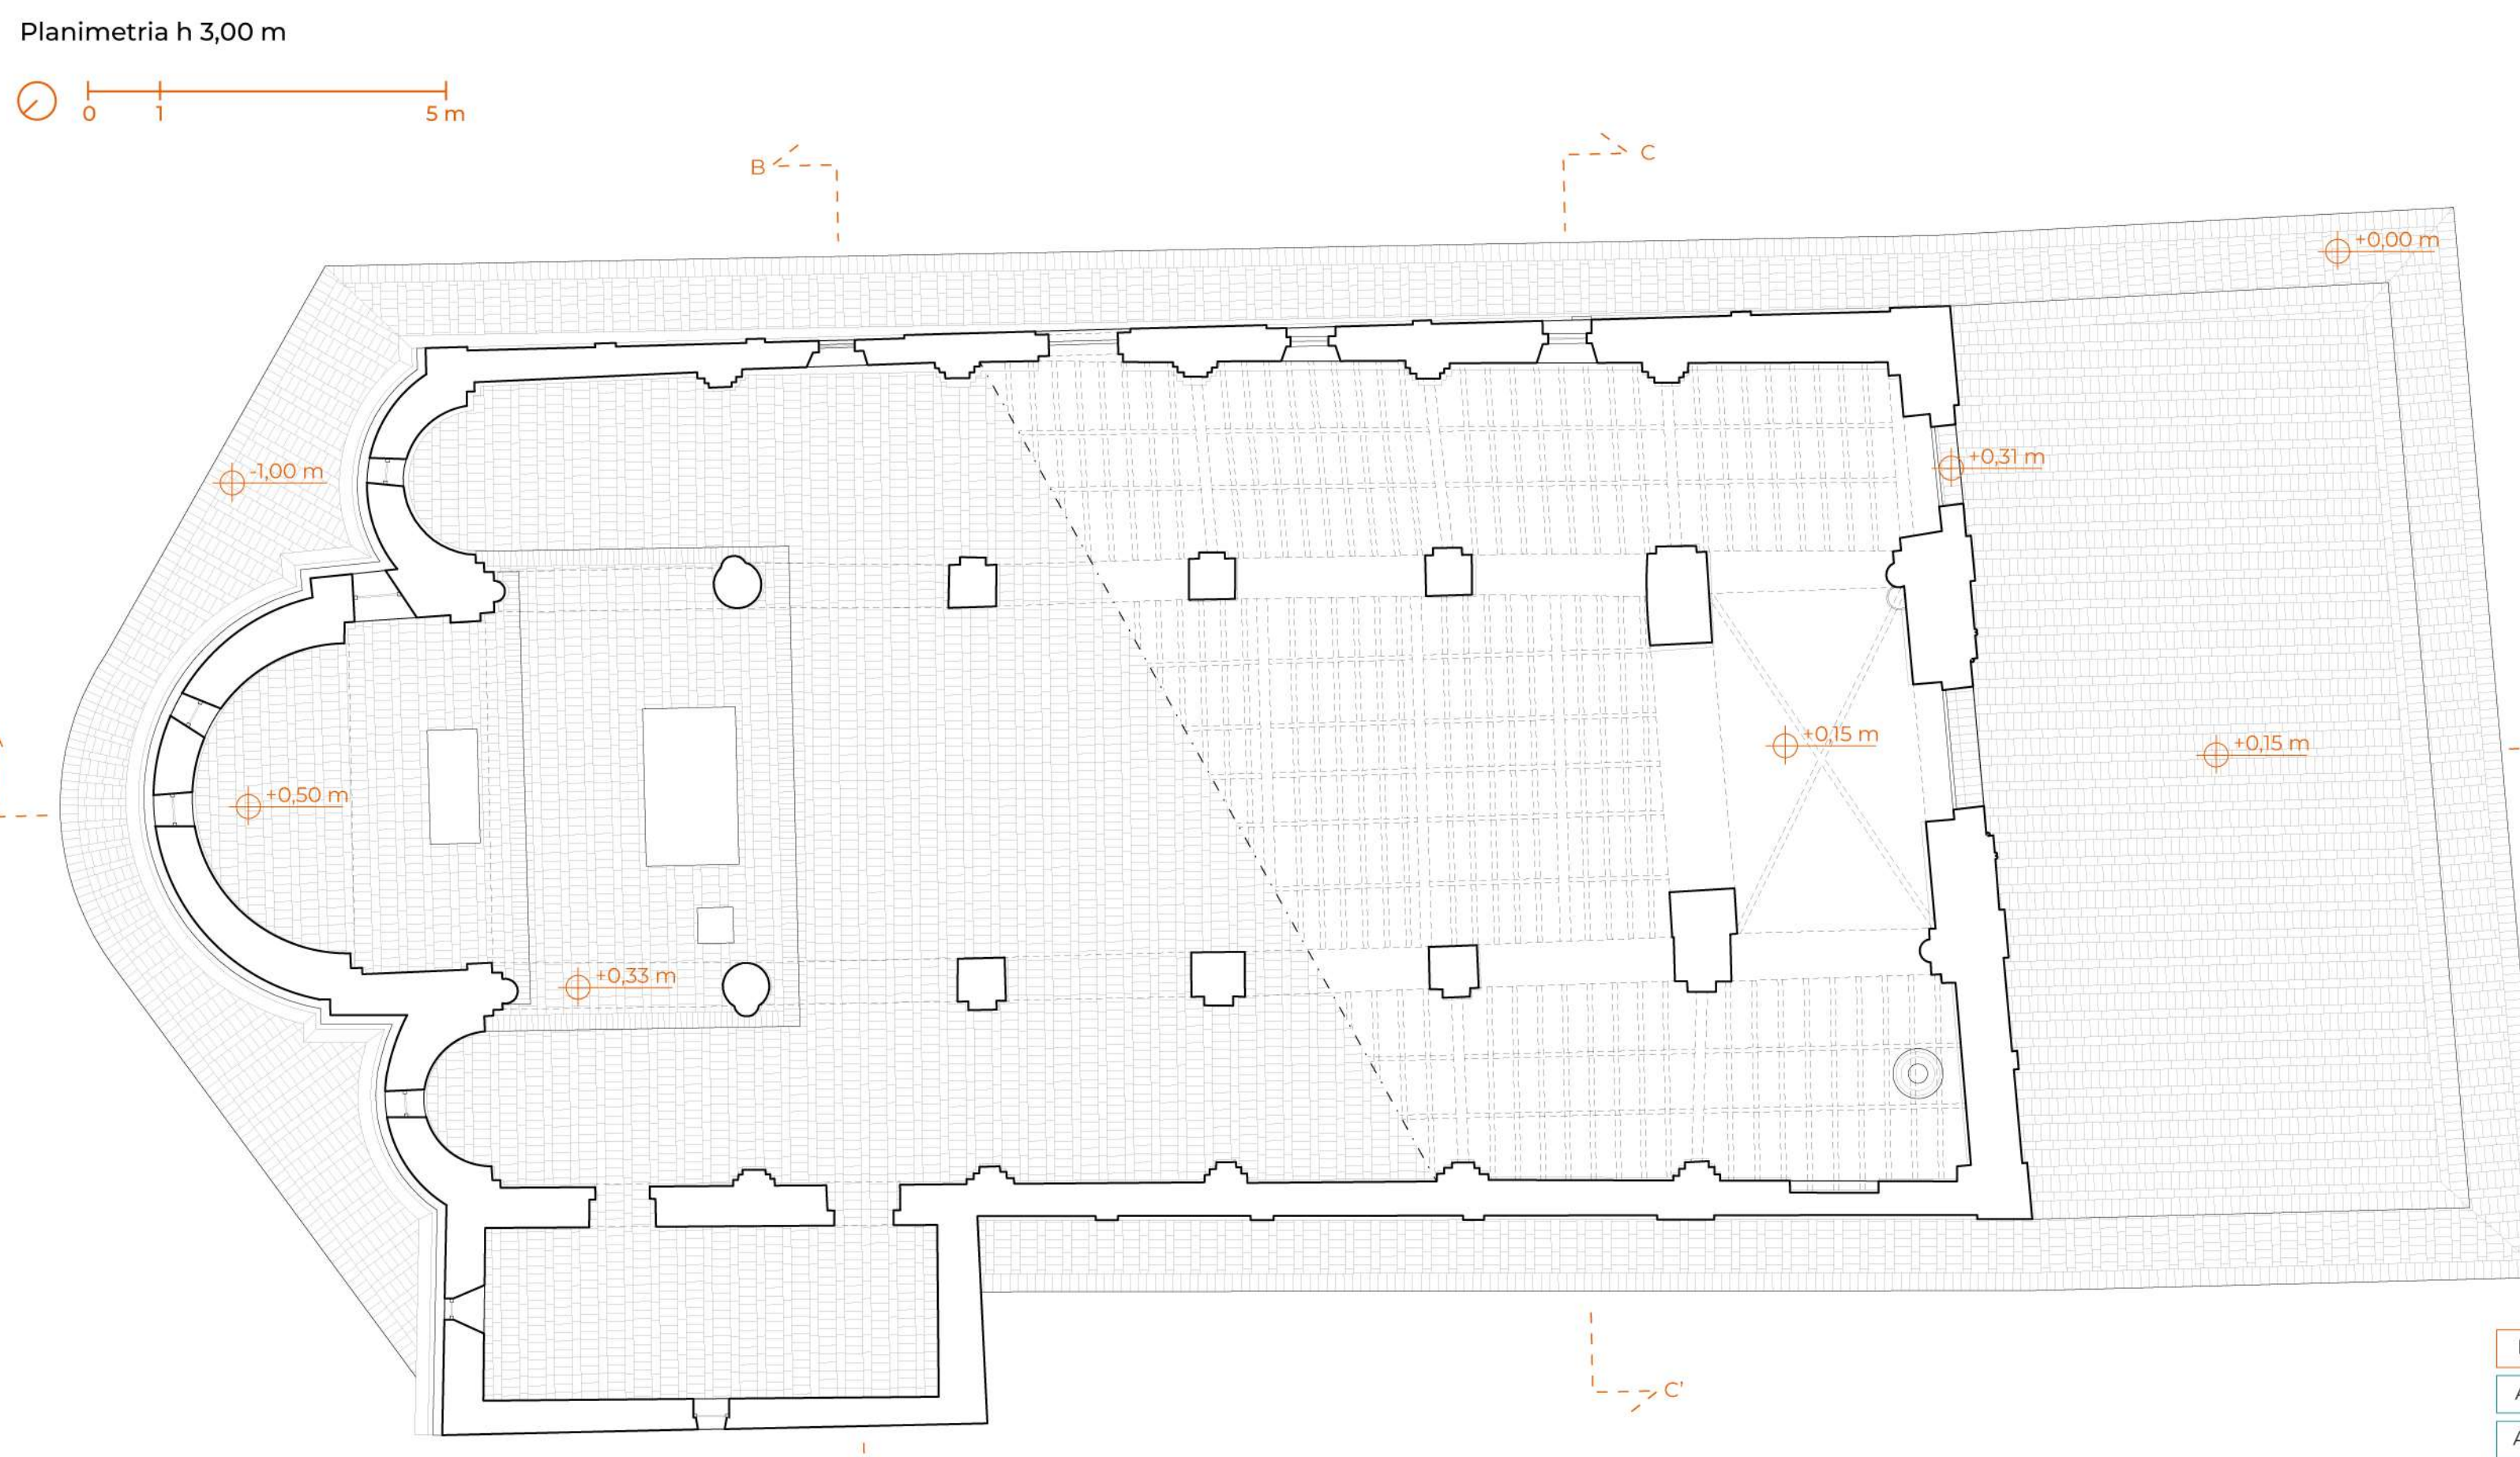 Planimetria h 3,00 m
0 1 5 m
B
C
+0,00 m
-1,00 m
+0,31 m
+0,15 m
+0,15 m
+0,50 m
+0,33 m
C'